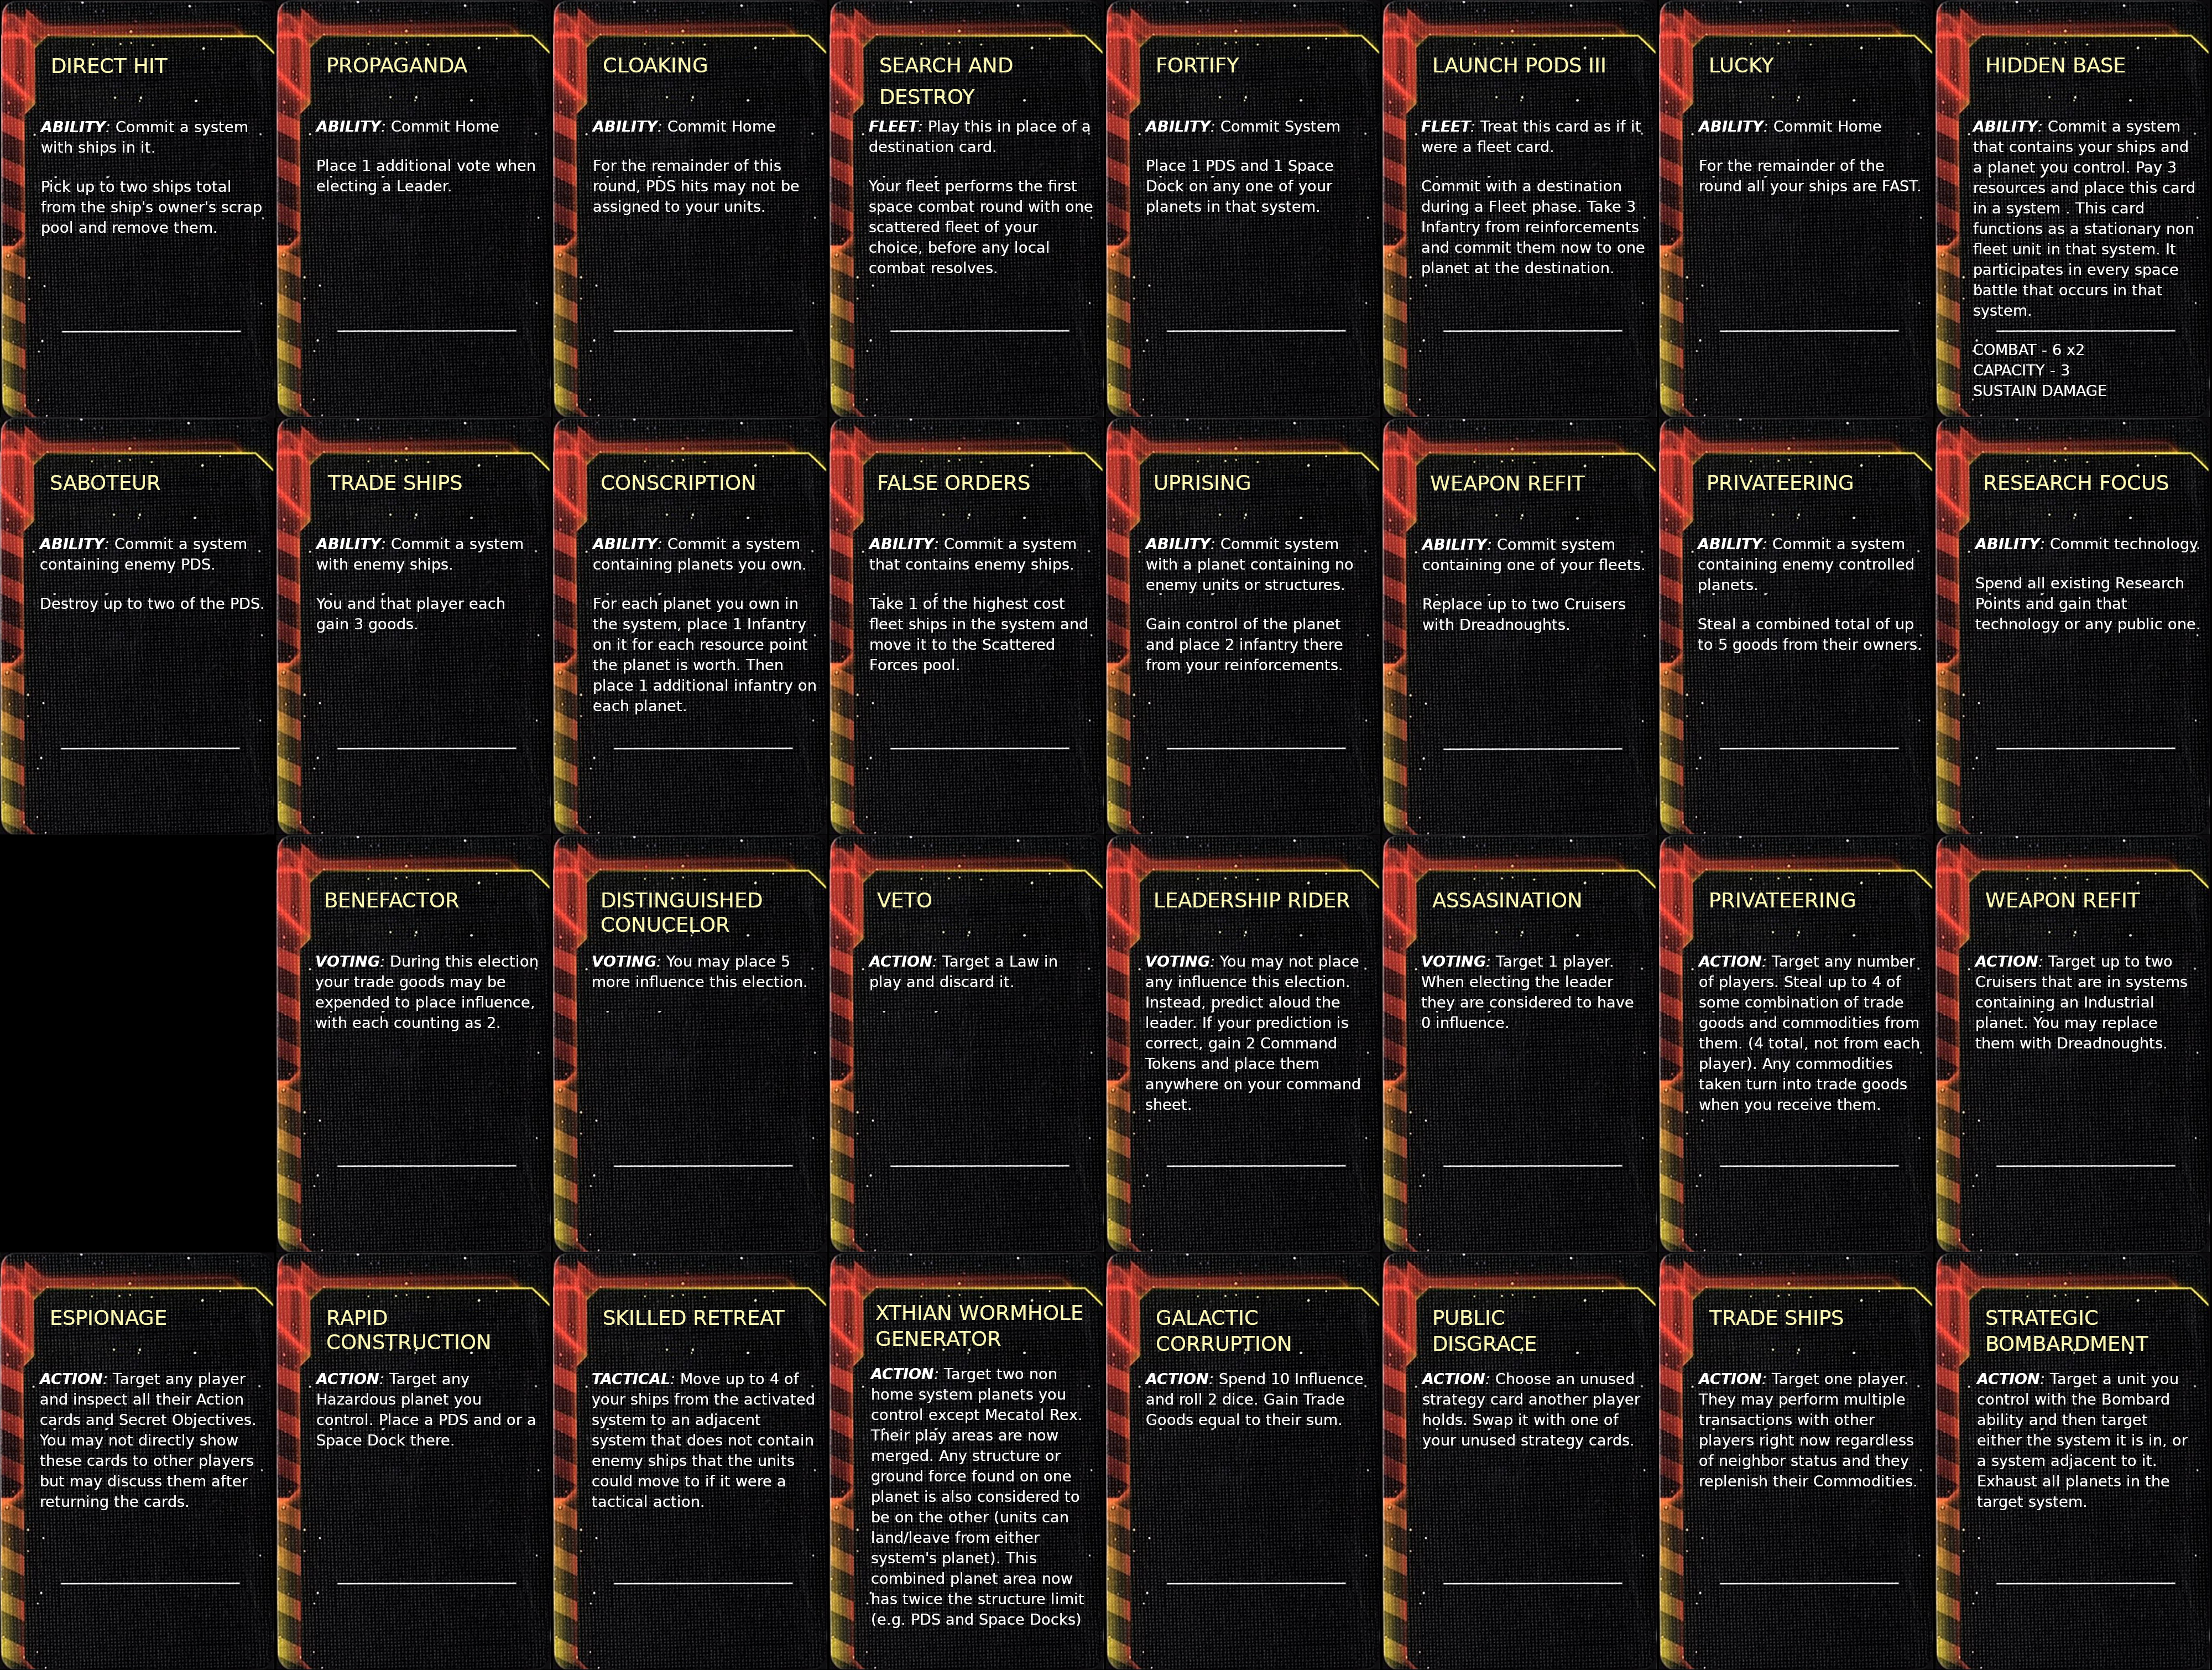 DIRECT HIT
ABILITY: Commit a system
with ships in it.
Pick up to two ships total
from the ship's owner's scrap
pool and remove them.
PROPAGANDA
ABILITY: Commit Home
Place 1 additional vote when
electing a Leader.
CLOAKING
ABILITY: Commit Home
For the remainder of this
round, PDS hits may not be
assigned to your units.
SEARCH AND
DESTROY
FLEET: Play this in place of a
destination card.
Your fleet performs the first
space combat round with one
scattered fleet of your
choice, before any local
combat resolves.
FORTIFY
ABILITY: Commit System
Place 1 PDS and 1 Space
Dock on any one of your
planets in that system.
LAUNCH PODS III
FLEET: Treat this card as if it
were a fleet card.
Commit with a destination
during a Fleet phase. Take 3
Infantry from reinforcements
and commit them now to one
planet at the destination.
LUCKY
ABILITY: Commit Home
For the remainder of the
round all your ships are FAST.
HIDDEN BASE
ABILITY: Commit a system
that contains your ships and
a planet you control. Pay 3
resources and place this card
in a system . This card
functions as a stationary non
fleet unit in that system. It
participates in every space
battle that occurs in that
system.
COMBAT - 6 x2
CAPACITY - 3
SUSTAIN DAMAGE
SABOTEUR
ABILITY: Commit a system
containing enemy PDS.
Destroy up to two of the PDS.
TRADE SHIPS
ABILITY: Commit a system
with enemy ships.
You and that player each
gain 3 goods.
CONSCRIPTION
ABILITY: Commit a system
containing planets you own.
For each planet you own in
the system, place 1 Infantry
on it for each resource point
the planet is worth. Then
place 1 additional infantry on
each planet.
FALSE ORDERS
ABILITY: Commit a system
that contains enemy ships.
Take 1 of the highest cost
fleet ships in the system and
move it to the Scattered
Forces pool.
UPRISING
ABILITY: Commit system
with a planet containing no
enemy units or structures.
Gain control of the planet
and place 2 infantry there
from your reinforcements.
WEAPON REFIT
ABILITY: Commit system
containing one of your fleets.
Replace up to two Cruisers
with Dreadnoughts.
PRIVATEERING
ABILITY: Commit a system
containing enemy controlled
planets.
Steal a combined total of up
to 5 goods from their owners.
RESEARCH FOCUS
ABILITY: Commit technology.
Spend all existing Research
Points and gain that
technology or any public one.
BENEFACTOR
VOTING: During this election
your trade goods may be
expended to place influence,
with each counting as 2.
DISTINGUISHED
CONUCELOR
VOTING: You may place 5
more influence this election.
VETO
ACTION: Target a Law in
play and discard it.
LEADERSHIP RIDER
VOTING: You may not place
any influence this election.
Instead, predict aloud the
leader. If your prediction is
correct, gain 2 Command
Tokens and place them
anywhere on your command
sheet.
ASSASINATION
VOTING: Target 1 player.
When electing the leader
they are considered to have
0 influence.
PRIVATEERING
ACTION: Target any number
of players. Steal up to 4 of
some combination of trade
goods and commodities from
them. (4 total, not from each
player). Any commodities
taken turn into trade goods
when you receive them.
WEAPON REFIT
ACTION: Target up to two
Cruisers that are in systems
containing an Industrial
planet. You may replace
them with Dreadnoughts.
ESPIONAGE
ACTION: Target any player
and inspect all their Action
cards and Secret Objectives.
You may not directly show
these cards to other players
but may discuss them after
returning the cards.
RAPID
CONSTRUCTION
ACTION: Target any
Hazardous planet you
control. Place a PDS and or a
Space Dock there.
SKILLED RETREAT
TACTICAL: Move up to 4 of
your ships from the activated
system to an adjacent
system that does not contain
enemy ships that the units
could move to if it were a
tactical action.
XTHIAN WORMHOLE
GENERATOR
ACTION: Target two non
home system planets you
control except Mecatol Rex.
Their play areas are now
merged. Any structure or
ground force found on one
planet is also considered to
be on the other (units can
land/leave from either
system's planet). This
combined planet area now
has twice the structure limit
(e.g. PDS and Space Docks)
GALACTIC
CORRUPTION
ACTION: Spend 10 Influence
and roll 2 dice. Gain Trade
Goods equal to their sum.
PUBLIC
DISGRACE
ACTION: Choose an unused
strategy card another player
holds. Swap it with one of
your unused strategy cards.
TRADE SHIPS
ACTION: Target one player.
They may perform multiple
transactions with other
players right now regardless
of neighbor status and they
replenish their Commodities.
STRATEGIC
BOMBARDMENT
ACTION: Target a unit you
control with the Bombard
ability and then target
either the system it is in, or
a system adjacent to it.
Exhaust all planets in the
target system.